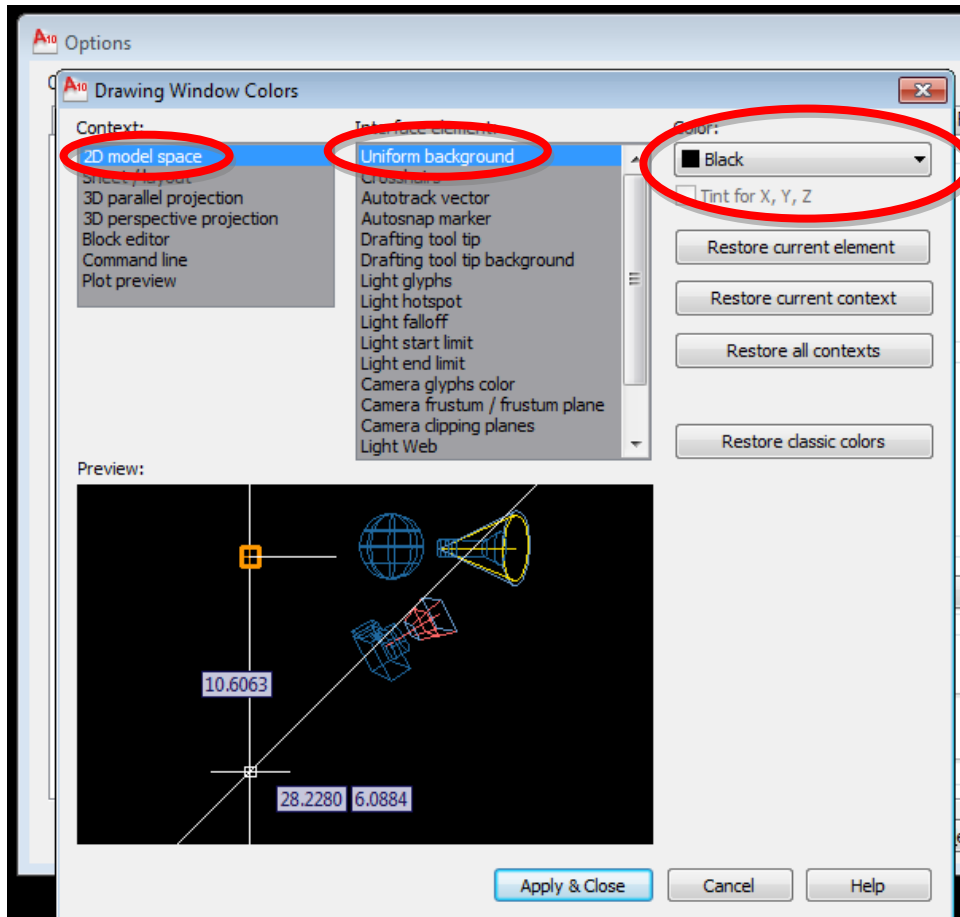 A10 Options
A10 Drawing Window Colors
Context:
Interface element:
Color:
2D model space
Sheet / layout
3D parallel projection
3D perspective projection
Block editor
Command line
Plot preview
Uniform background
Crosshairs
Autotrack vector
Autosnap marker
Drafting tool tip
Drafting tool tip background
Light glyphs
Light hotspot
Light falloff
Light start limit
Light end limit
Camera glyphs color
Camera frustum / frustum plane
Camera clipping planes
Light Web
Black
Tint for X, Y, Z
Restore current element
Restore current context
Restore all contexts
Restore classic colors
Preview:
10.6063
28.2280 6.0884
Apply & Close
Cancel
Help